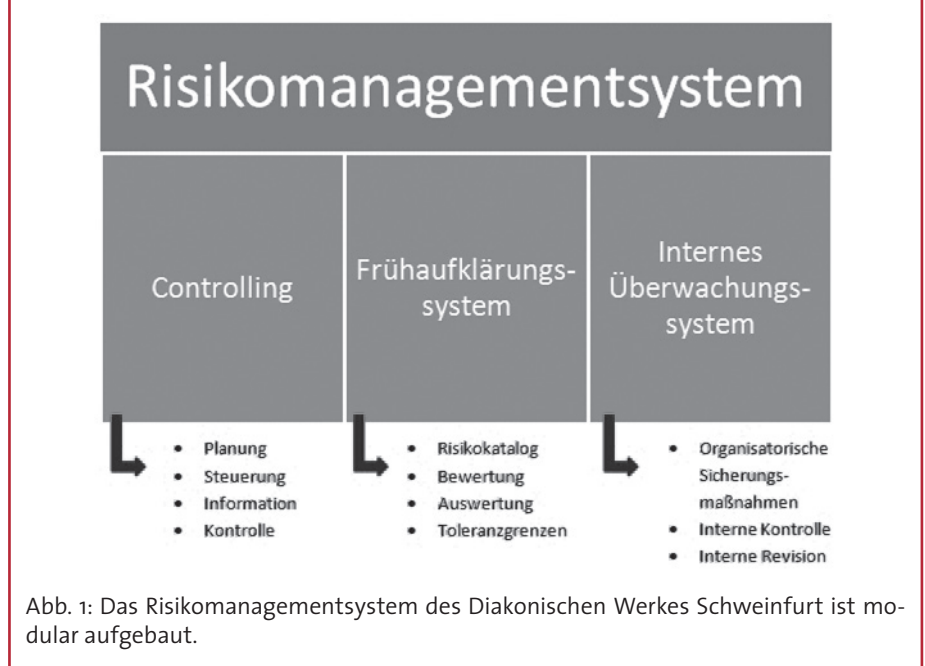 Risikomanagementsystem
Controlling
Frühaufklärungs-
system
Internes
Überwachungs-
system
• Planung
• Steuerung
• Information
• Kontrolle
• Risikokatalog
• Bewertung
• Auswertung
• Toleranzgrenzen
• Organisatorische
Sicherungs-
maßnahmen
• Interne Kontrolle
• Interne Revision
Abb. 1: Das Risikomanagementsystem des Diakonischen Werkes Schweinfurt ist mo-
dular aufgebaut.